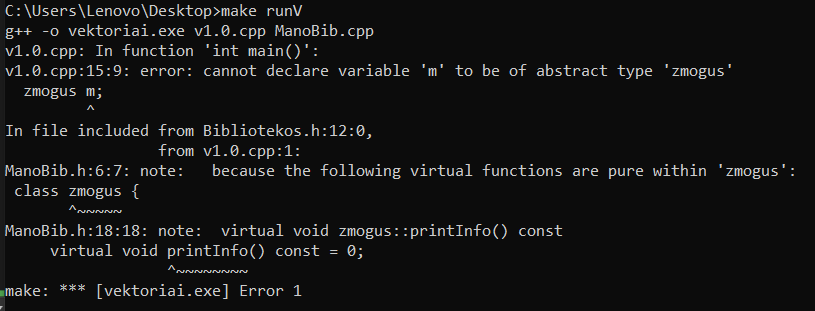 C:\Users\Lenovo\Desktop>make runV
g++ -o vektoriai.exe v1.0.cpp ManoBib.cpp
v1.0.cpp: In function 'int main()':
v1.0.cpp:15:9: error: cannot declare variable 'm' to be of abstract type 'zmogus'
  zmogus m;
         ^
In file included from Bibliotekos.h:12:0,
                 from v1.0.cpp:1:
ManoBib.h:6:7: note:   because the following virtual functions are pure within 'zmogus':
 class zmogus {
       ^~~~~~
ManoBib.h:18:18: note:  virtual void zmogus::printInfo() const
     virtual void printInfo() const = 0;
                  ^~~~~~~~~
make: *** [vektoriai.exe] Error 1